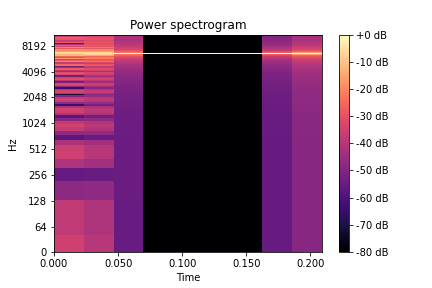 Power spectrogram
Hz
8192
4096
2048
1024
512
256
128
64
0
0.000 0.050 0.100 0.150 0.200
Time
+0 dB
-10 dB
-20 dB
-30 dB
-40 dB
-50 dB
-60 dB
-70 dB
-80 dB